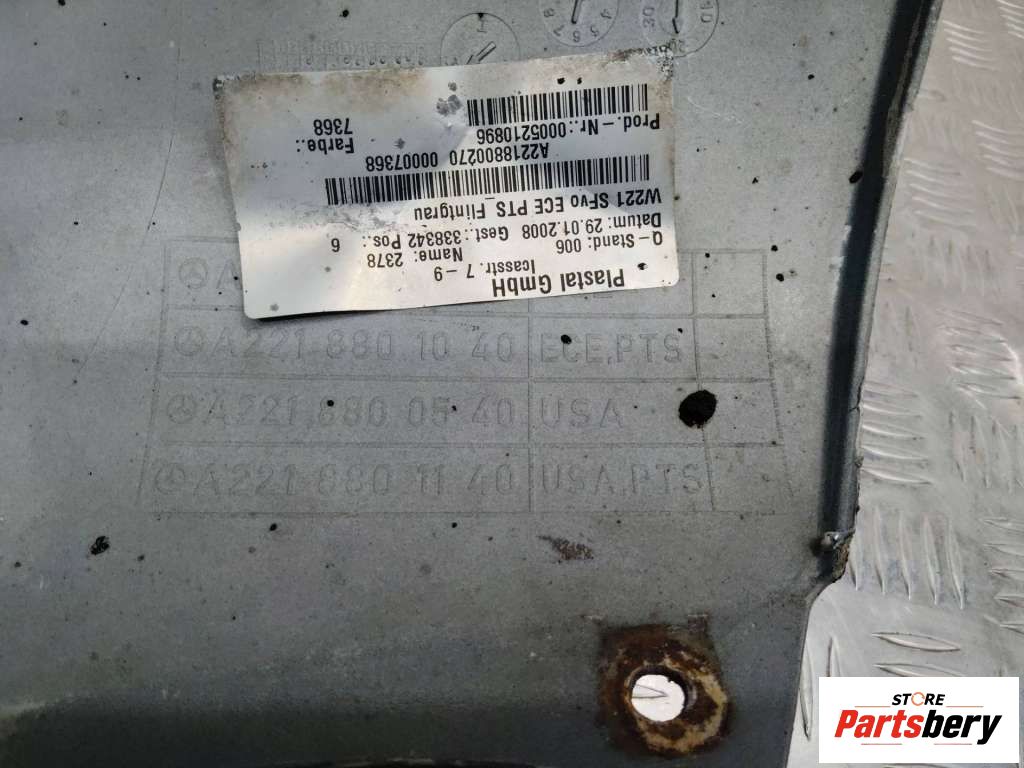 Plastal GmbH
Icasstr. 7-9
Q-Stand: 006 Name: 2378
Datum: 29.01.2008 Gest.: 338342 Pos.: 6
W221 SFvo ECE PTS Flintgrau
A2218800270 00007368
Prod.-Nr.: 0005210896
Farbe.:
7368
A221 880 10 40 ECE,PTS
A221 880 05 40 USA
A221 880 11 40 USA,PTS
STORE
Partsbery